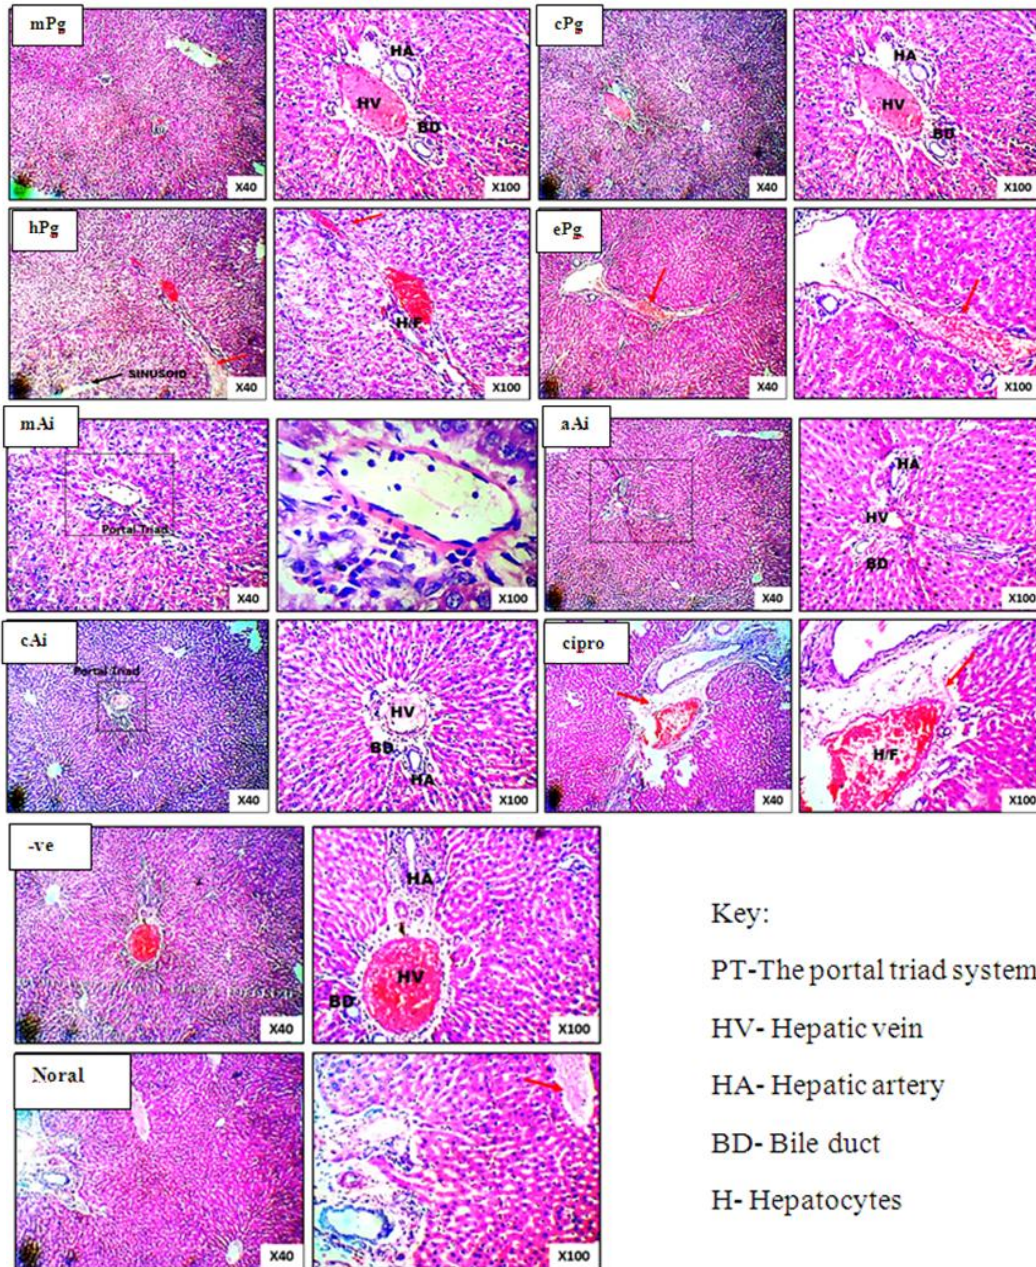 mPg
HA
HV
BD
X40
X100
cPg
HA
HV
BD
X40
X100
hPg
SINUSOID
X40
H/F
X100
ePg
X40
X100
mAi
Portal Triad
X40
X100
aAi
X40
HA
HV
BD
X100
cAi
Portal Triad
X40
HV
BD
HA
X100
cipro
X40
H/F
X100
-ve
X40
HA
HV
BD
X100
Noral
X40
X100
Key:
PT-The portal triad system
HV- Hepatic vein
HA- Hepatic artery
BD- Bile duct
H- Hepatocytes